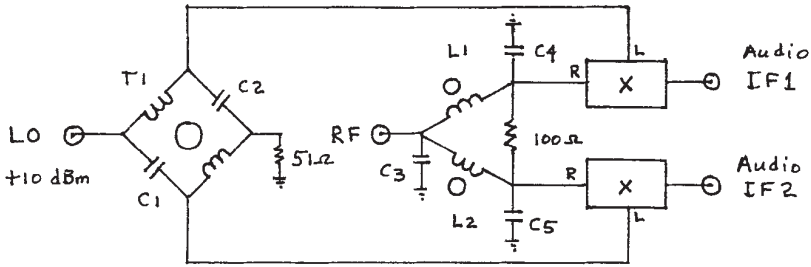 LO
+10 dBm
T1
C2
C1
51Ω
RF
C3
L1
L2
C4
C5
100Ω
R
L
X
Audio
IF1
R
L
X
Audio
IF2